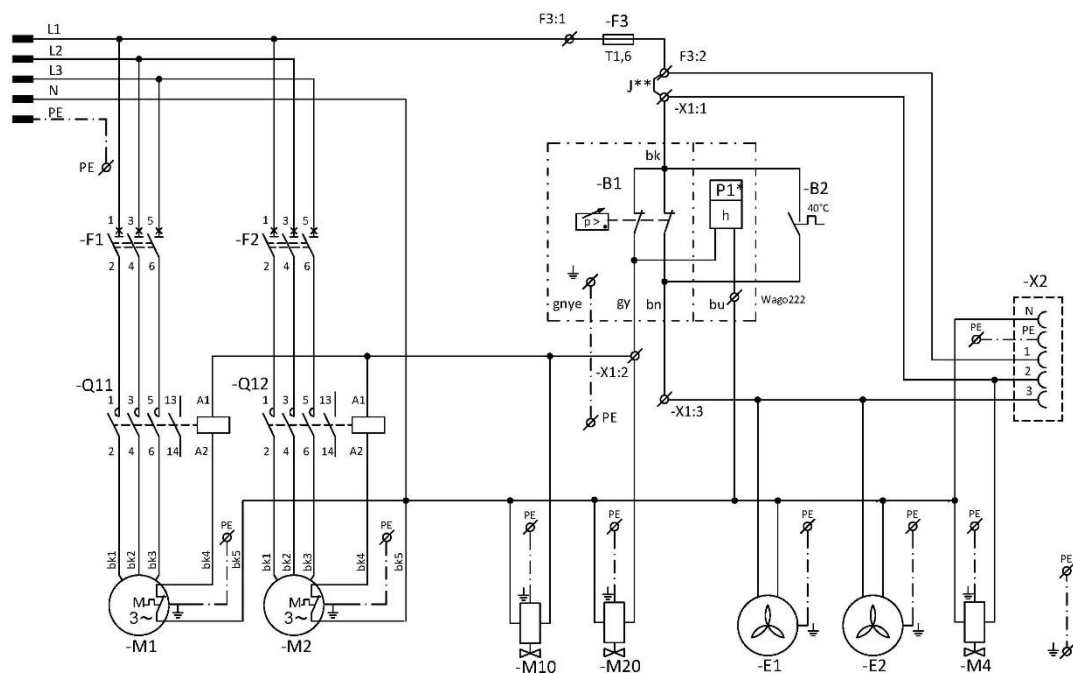 L1
L2
L3
N
PE
PE
F3:1
-F3
T1,6
F3:2
J**
-X1:1
bk
-B1
P1*
h
-B2
40°C
p>
gnye
gy
bn
bu
Wago222
-X2
N
PE
1
2
3
PE
-F1
1 3 5
2 4 6
-F2
1 3 5
2 4 6
-X1:2
-X1:3
PE
-Q11
1 3 5 13 A1
2 4 6 14 A2
-Q12
1 3 5 13 A1
2 4 6 14 A2
bk1
bk2
bk3
bk4
bk5
PE
bk1
bk2
bk3
bk4
bk5
PE
PE
PE
PE
PE
PE
PE
M
3~
M
3~
-M1
-M2
-M10
-M20
-E1
-E2
-M4